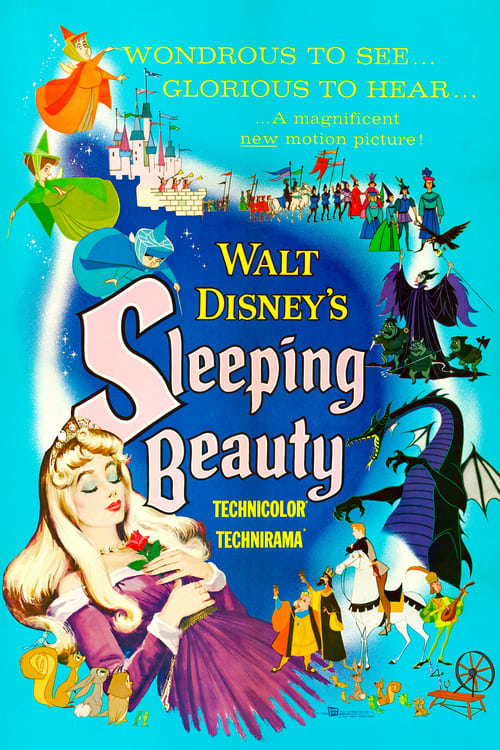 WONDROUS TO SEE...
GLORIOUS TO HEAR...
...A magnificent
new motion picture!
WALT
DISNEY'S
Sleeping
Beauty
TECHNICOLOR®
TECHNIRAMA®